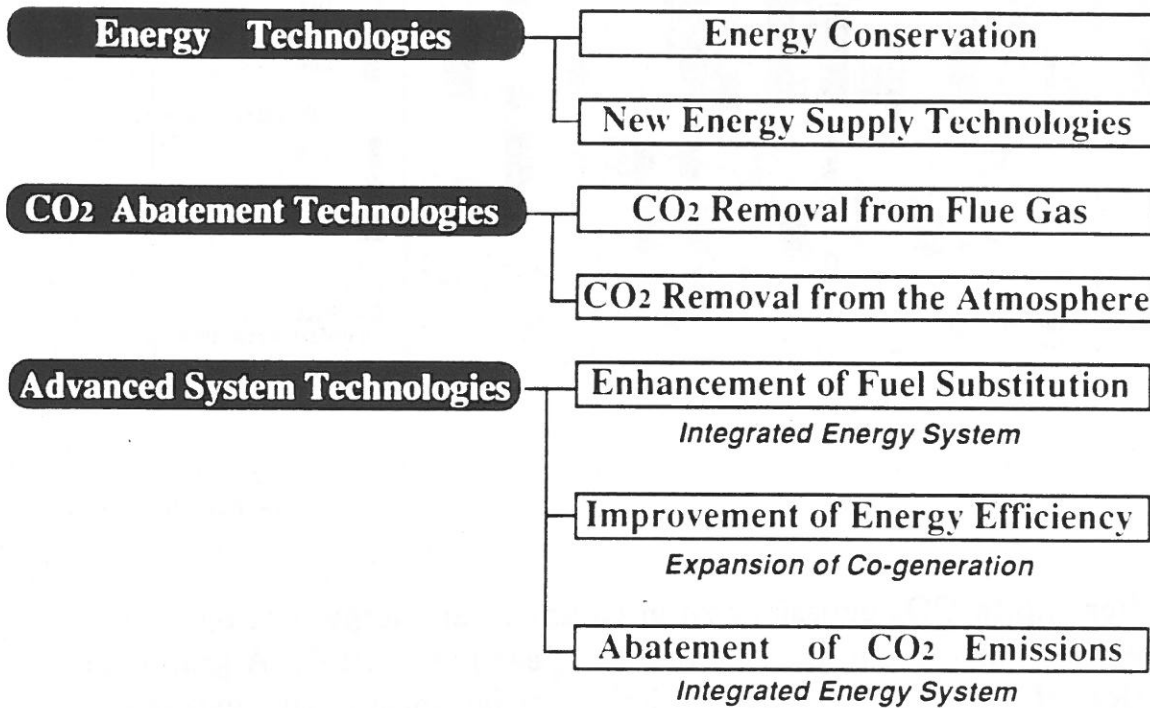 Energy Technologies
Energy Conservation
New Energy Supply Technologies
CO2 Abatement Technologies
CO2 Removal from Flue Gas
CO2 Removal from the Atmosphere
Advanced System Technologies
Enhancement of Fuel Substitution
Integrated Energy System
Improvement of Energy Efficiency
Expansion of Co-generation
Abatement of CO2 Emissions
Integrated Energy System